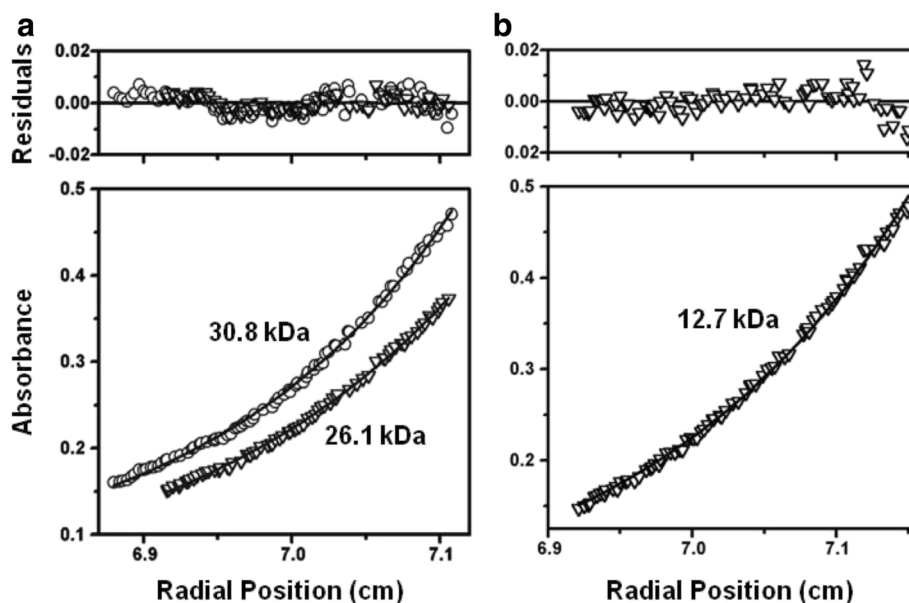 a
b
Residuals
0.02
0.00
-0.02
0.02
0.00
0.02
Absorbance
0.5
0.4
0.3
0.2
0.1
30.8 kDa
26.1 kDa
6.9
7.0
7.1
Radial Position (cm)
0.5
0.4
0.3
0.2
12.7 kDa
6.9
7.0
7.1
Radial Position (cm)